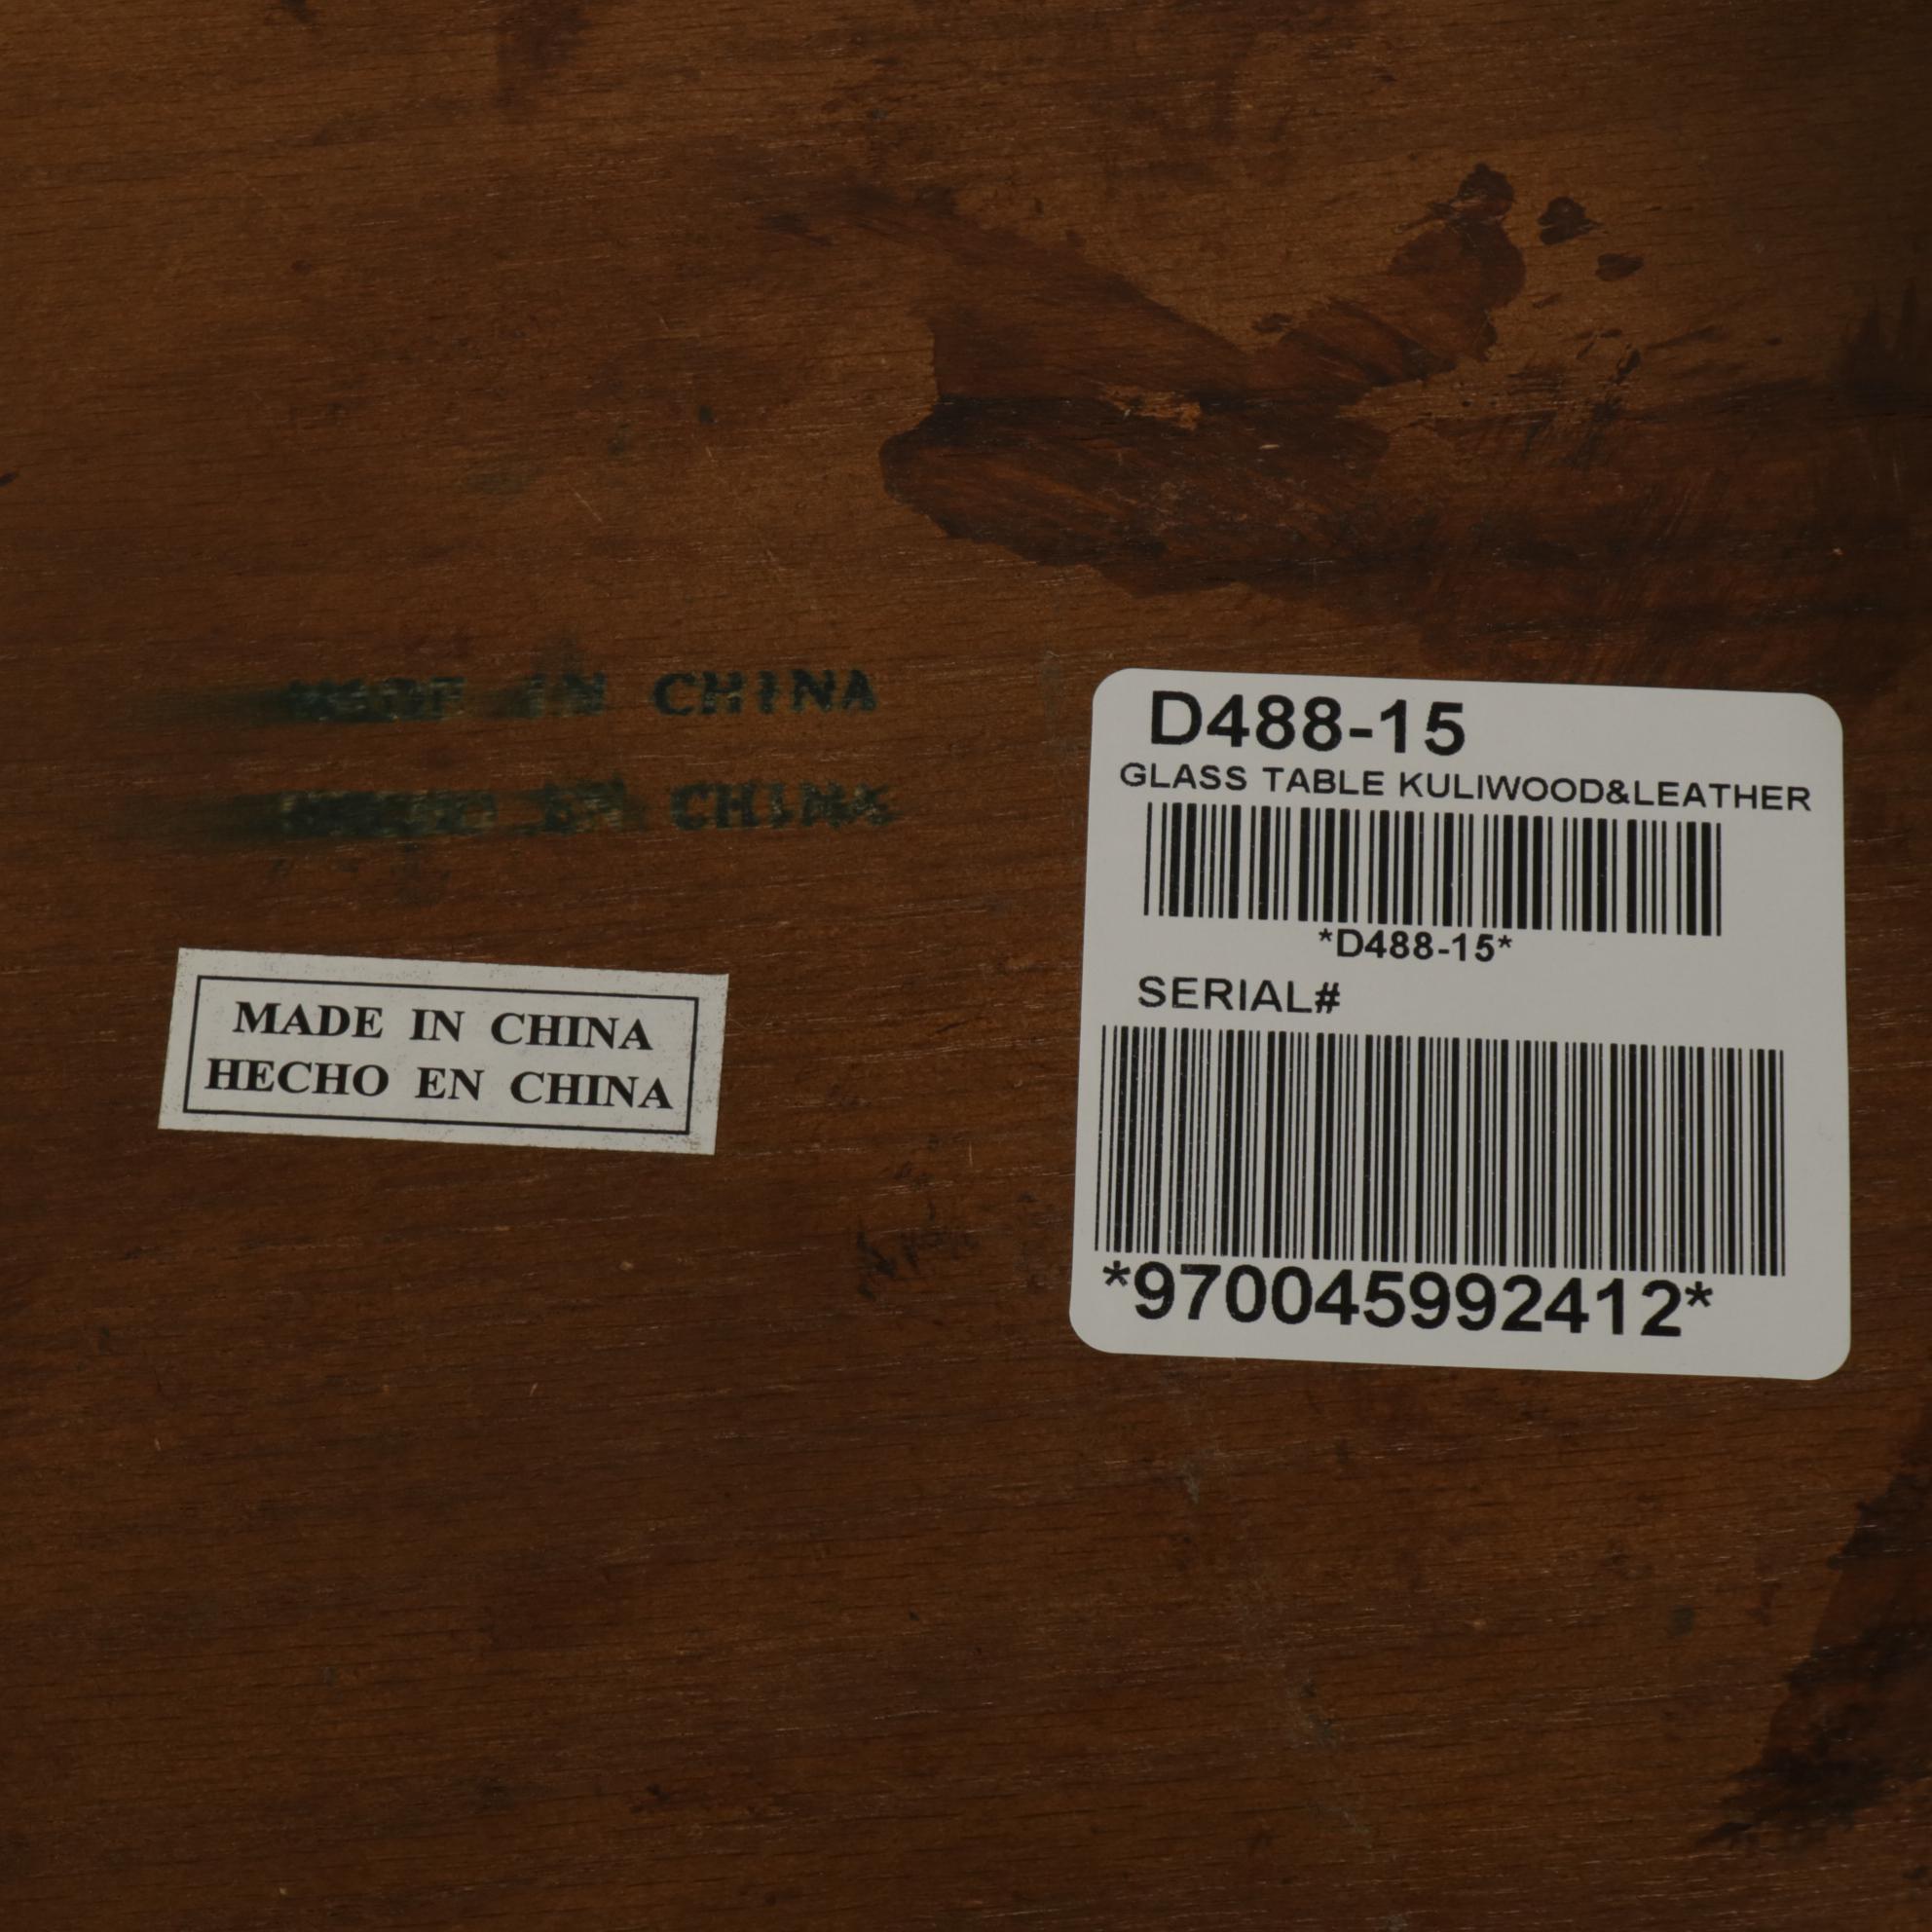 MADE IN CHINA
EN CHINA
MADE IN CHINA
HECHO EN CHINA
D488-15
GLASS TABLE KULIWOOD&LEATHER
*D488-15*
SERIAL#
*970045992412*